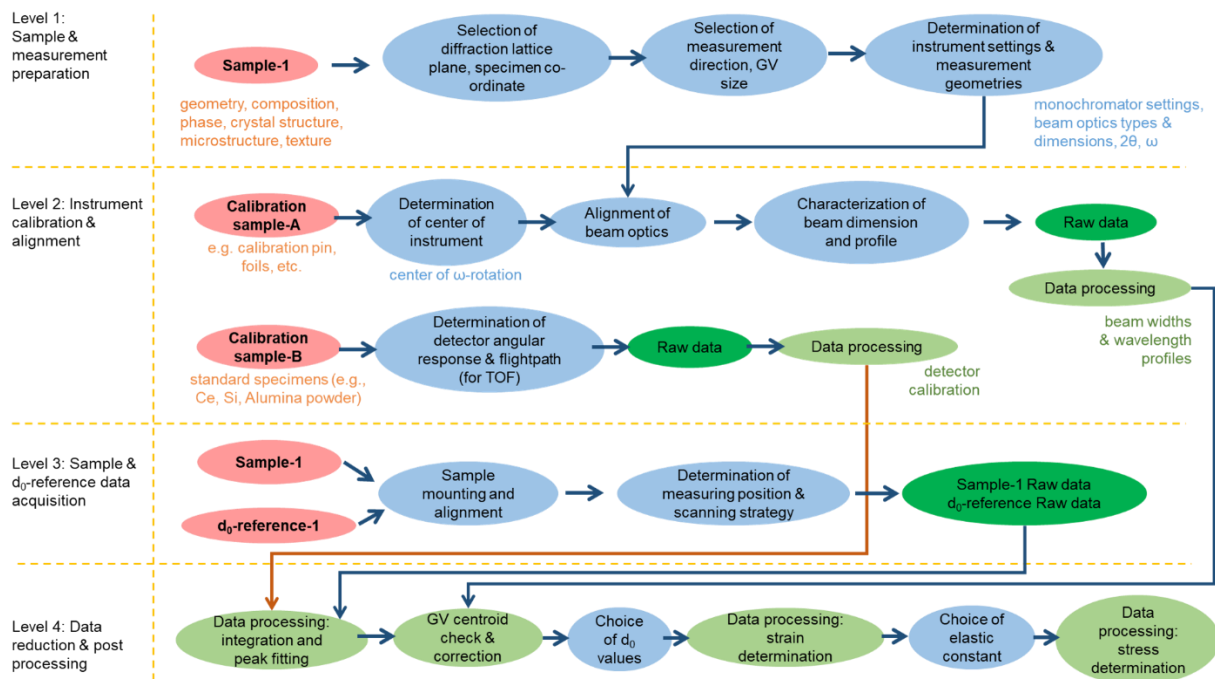 Level 1:
Sample &
measurement
preparation
Sample-1
geometry, composition,
phase, crystal structure,
microstructure, texture
Selection of
diffraction lattice
plane, specimen co-
ordinate
Selection of
measurement
direction, GV
size
Determination of
instrument settings &
measurement
geometries
monochromator settings,
beam optics types &
dimensions, 2θ, ω
Level 2: Instrument
calibration &
alignment
Calibration
sample-A
e.g. calibration pin,
foils, etc.
Determination
of center of
instrument
center of ω-rotation
Alignment of
beam optics
Characterization of
beam dimension
and profile
Raw data
Data processing
beam widths
& wavelength
profiles
Calibration
sample-B
standard specimens (e.g.,
Ce, Si, Alumina powder)
Determination of
detector angular
response & flightpath
(for TOF)
Raw data
Data processing
detector
calibration
Level 3: Sample &
d₀-reference data
acquisition
Sample-1
d₀-reference-1
Sample
mounting and
alignment
Determination of
measuring position &
scanning strategy
Sample-1 Raw data
d₀-reference Raw data
Level 4: Data
reduction & post
processing
Data processing:
integration and
peak fitting
GV centroid
check &
correction
Choice
of d₀
values
Data processing:
strain
determination
Choice of
elastic
constant
Data
processing:
stress
determination